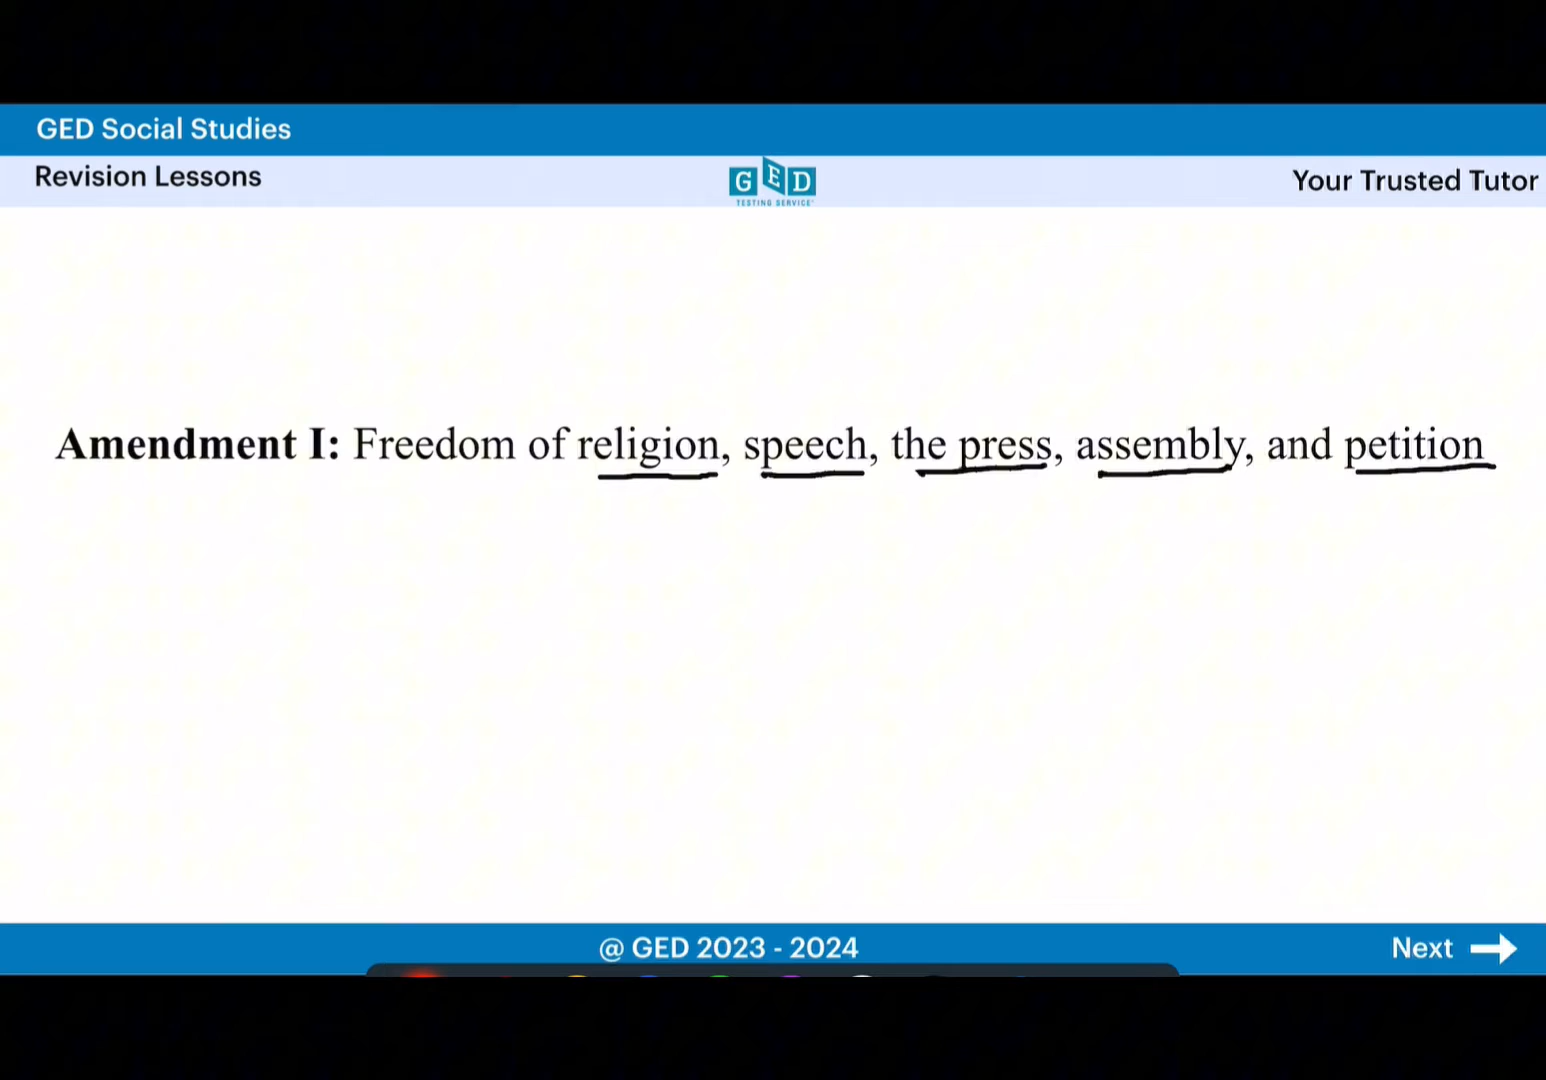 GED Social Studies
Revision Lessons
GED
TESTING SERVICE
Your Trusted Tutor
Amendment I: Freedom of religion, speech, the press, assembly, and petition
@ GED 2023 - 2024
Next